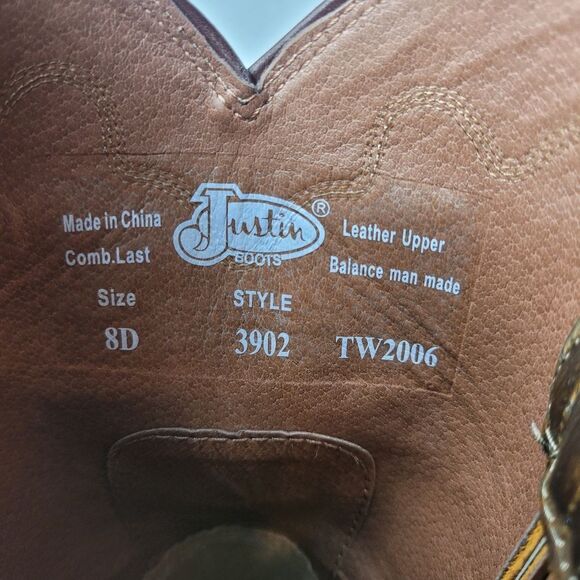 Made in China
Comb.Last
Justin ®
BOOTS
Leather Upper
Balance man made
Size
8D
STYLE
3902
TW2006